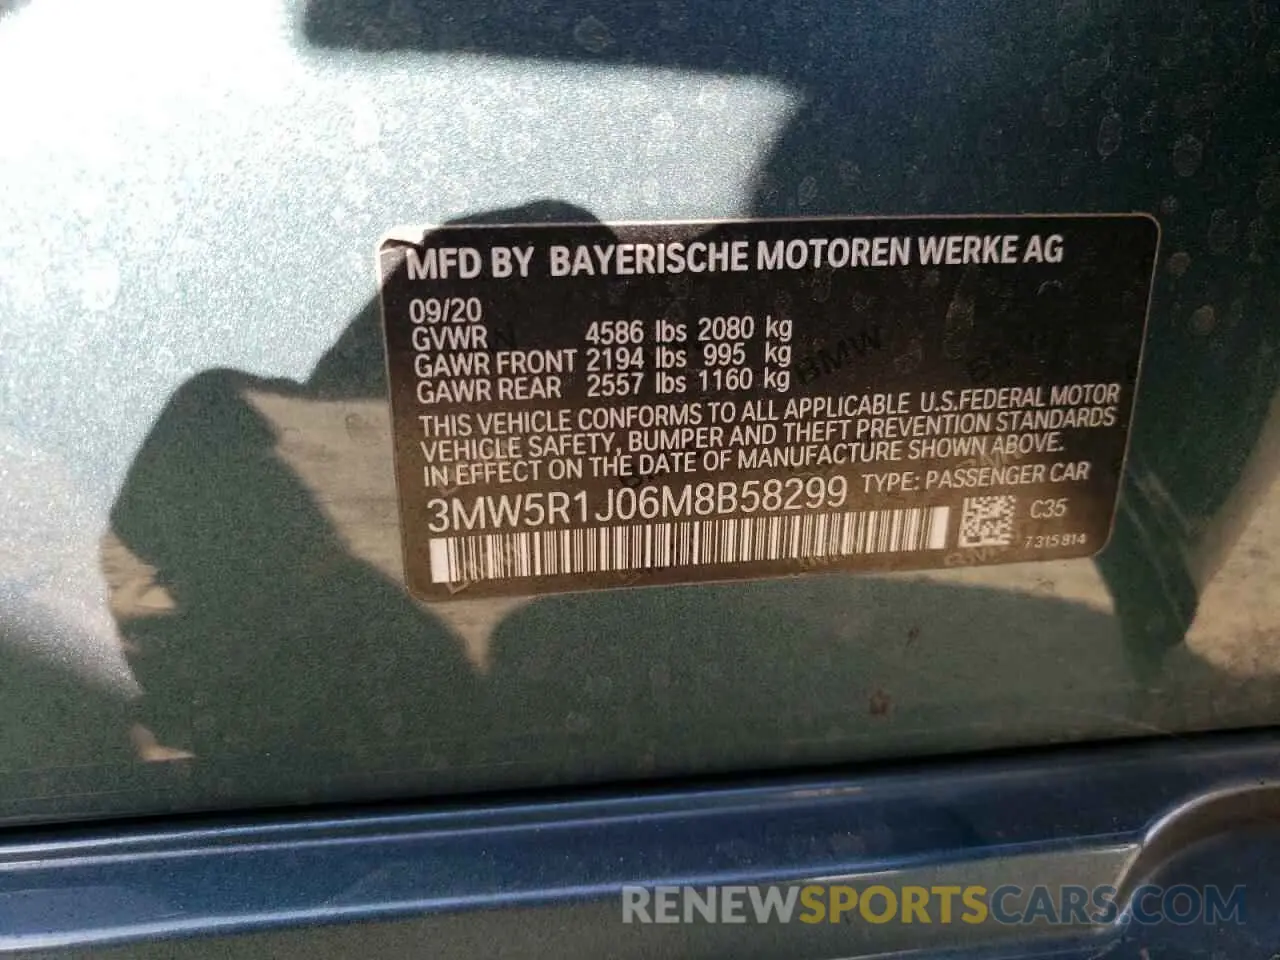 MFD BY BAYERISCHE MOTOREN WERKE AG
09/20
GVWR 4586 lbs 2080 kg
GAWR FRONT 2194 lbs 995 kg
GAWR REAR 2557 lbs 1160 kg
THIS VEHICLE CONFORMS TO ALL APPLICABLE U.S.FEDERAL MOTOR
VEHICLE SAFETY, BUMPER AND THEFT PREVENTION STANDARDS
IN EFFECT ON THE DATE OF MANUFACTURE SHOWN ABOVE.
3MW5R1J06M8B58299 TYPE: PASSENGER CAR
C35
7315814
RENEWSPORTSCARS.COM